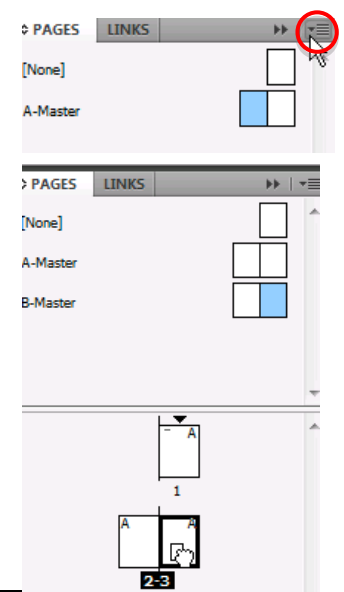 PAGES LINKS
[None]
A-Master
PAGES LINKS
[None]
A-Master
B-Master
A
1
A A
2-3